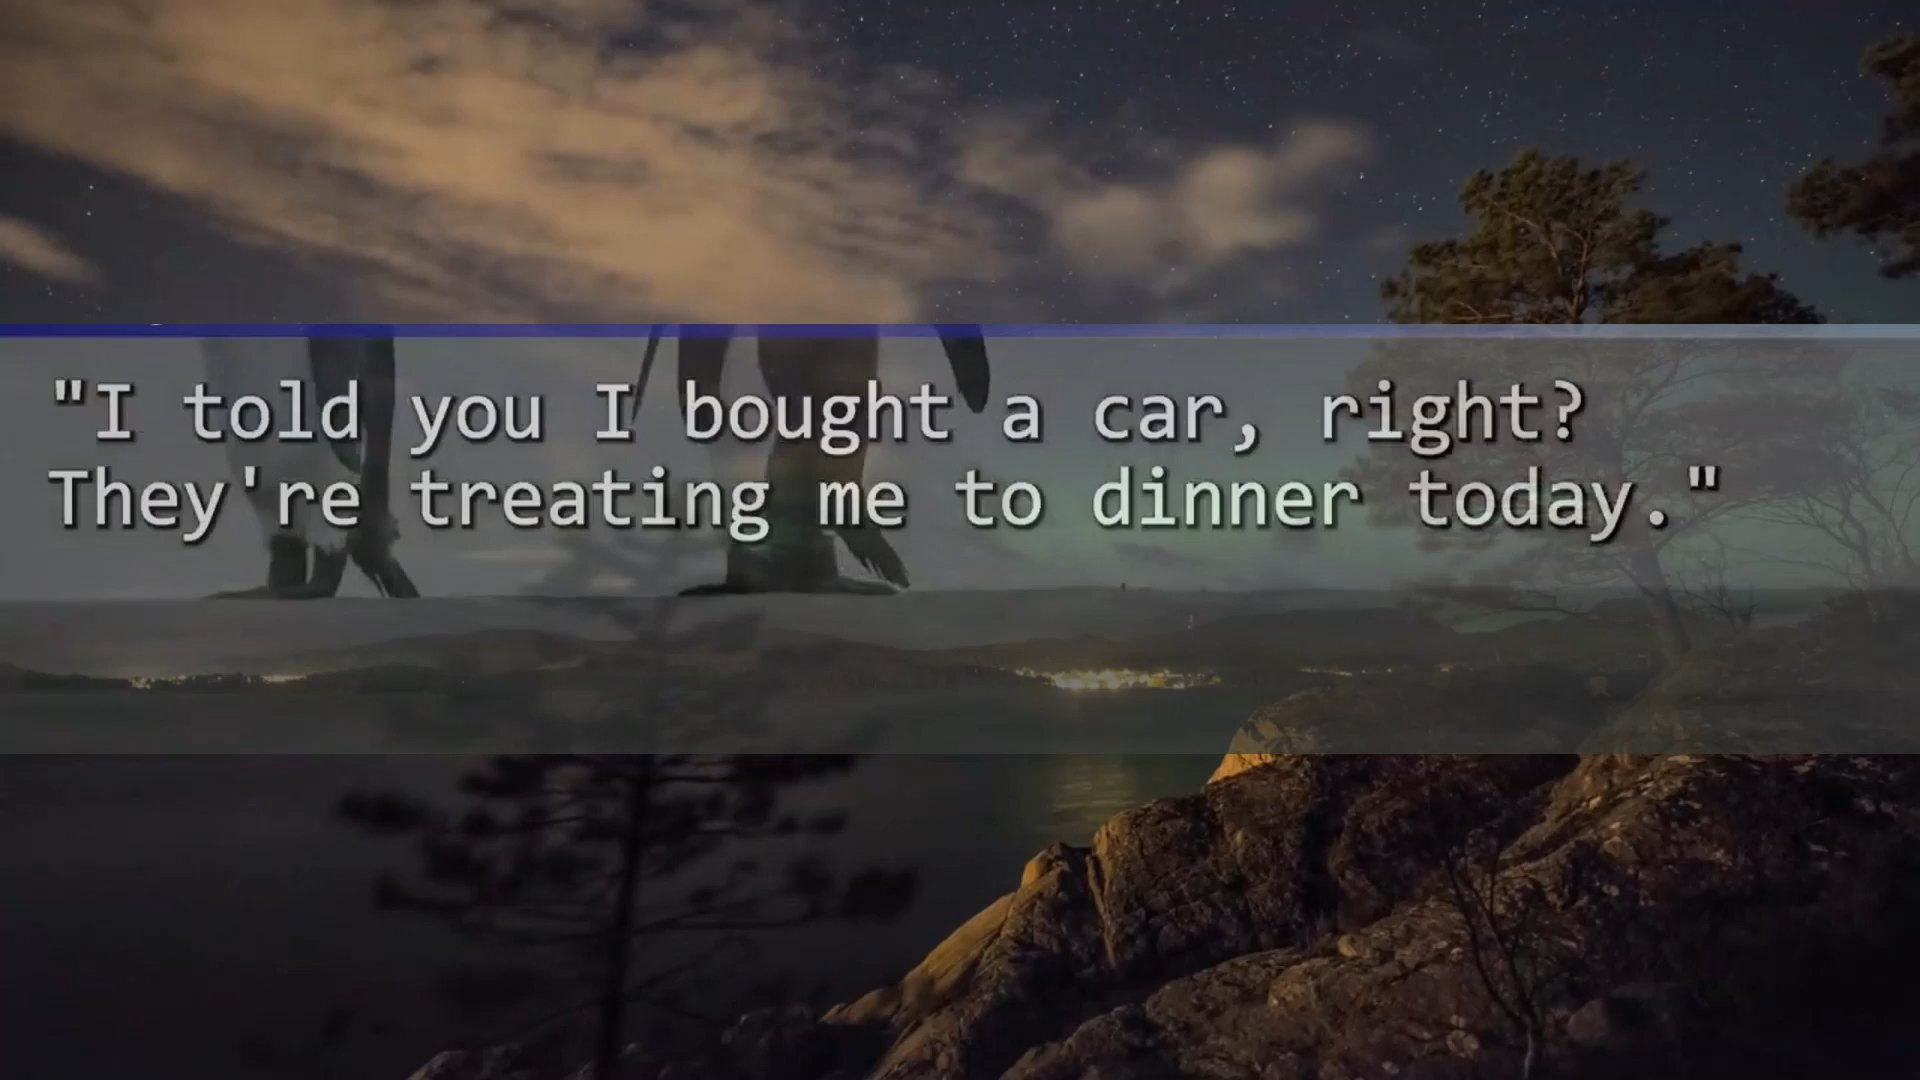 "I told you I bought a car, right?
They're treating me to dinner today."